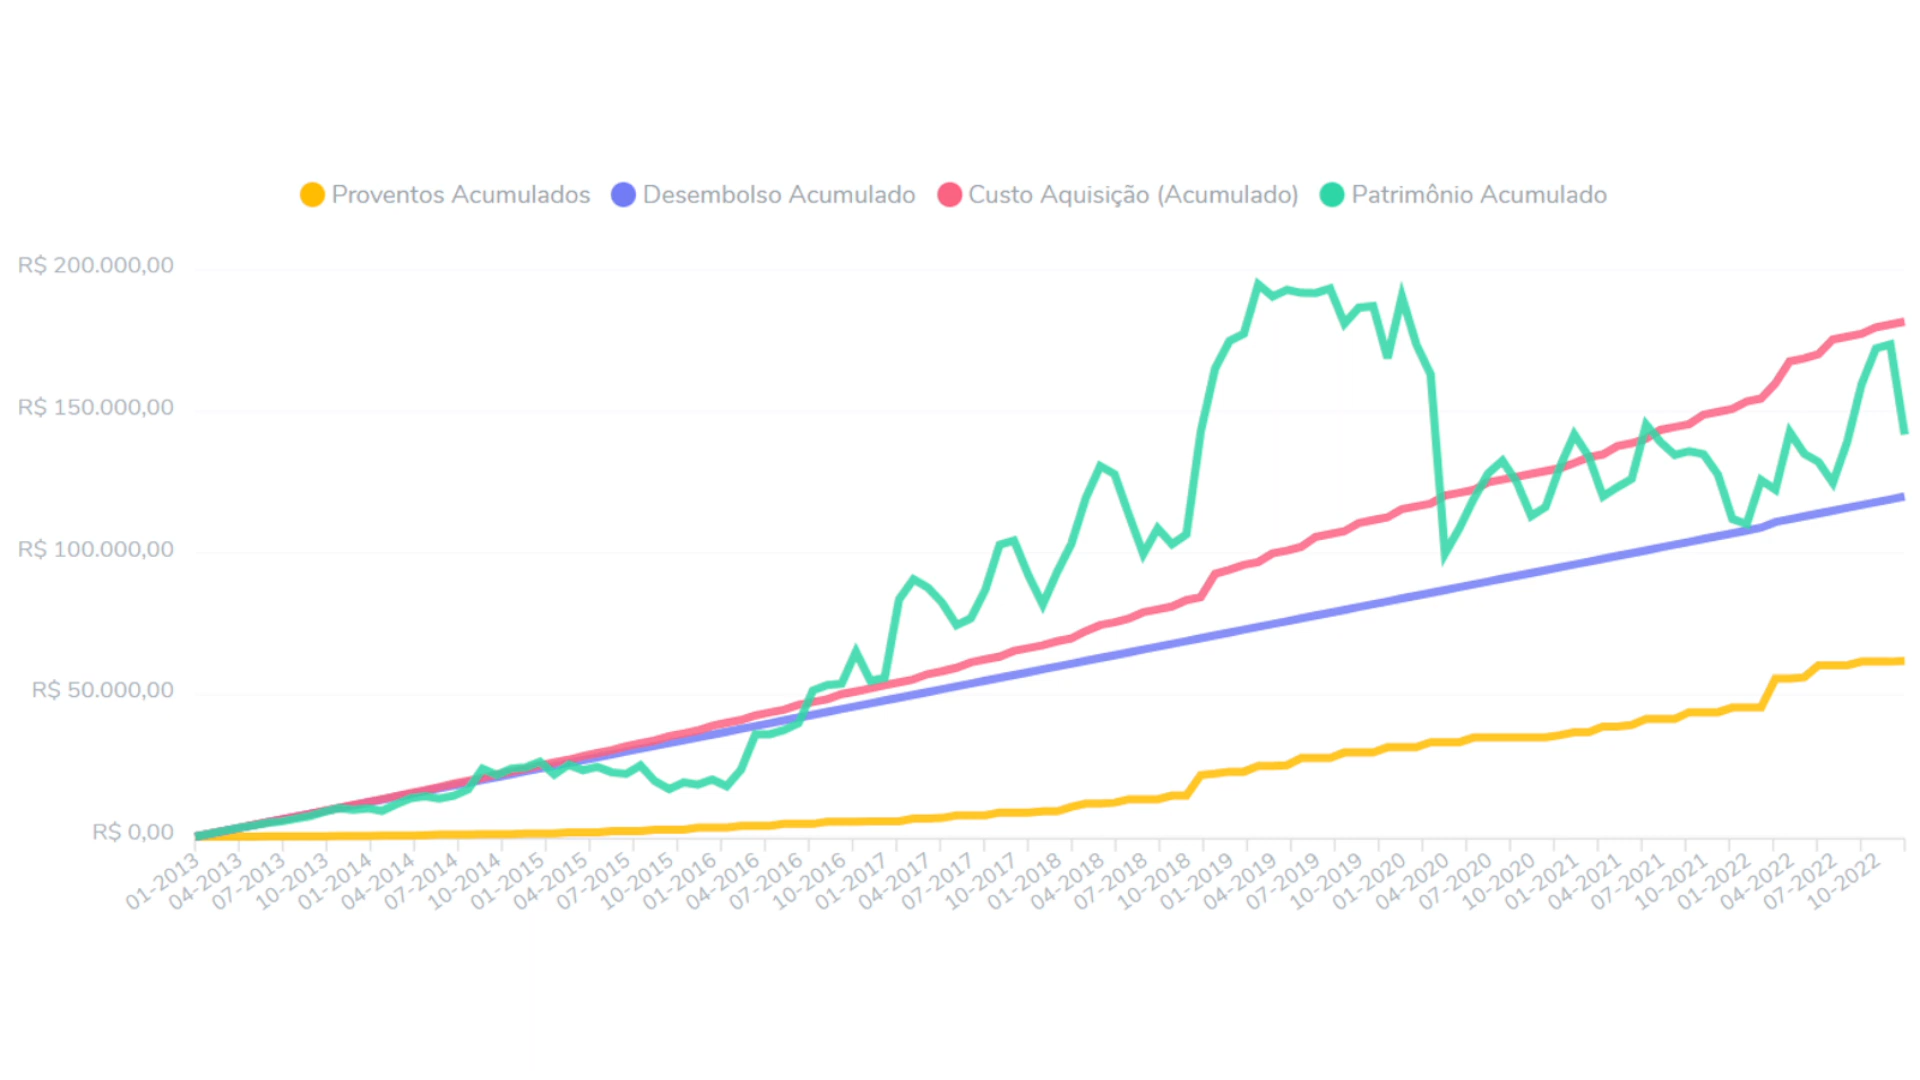 Proventos Acumulados Desembolso Acumulado Custo Aquisição (Acumulado) Patrimônio Acumulado
R$ 200.000,00
R$ 150.000,00
R$ 100.000,00
R$ 50.000,00
R$ 0,00
01-2013 04-2013 07-2013 10-2013 01-2014 04-2014 07-2014 10-2014 01-2015 04-2015 07-2015 10-2015 01-2016 04-2016 07-2016 10-2016 01-2017 04-2017 07-2017 10-2017 01-2018 04-2018 07-2018 10-2018 01-2019 04-2019 07-2019 10-2019 01-2020 04-2020 07-2020 10-2020 01-2021 04-2021 07-2021 10-2021 01-2022 04-2022 07-2022 10-2022